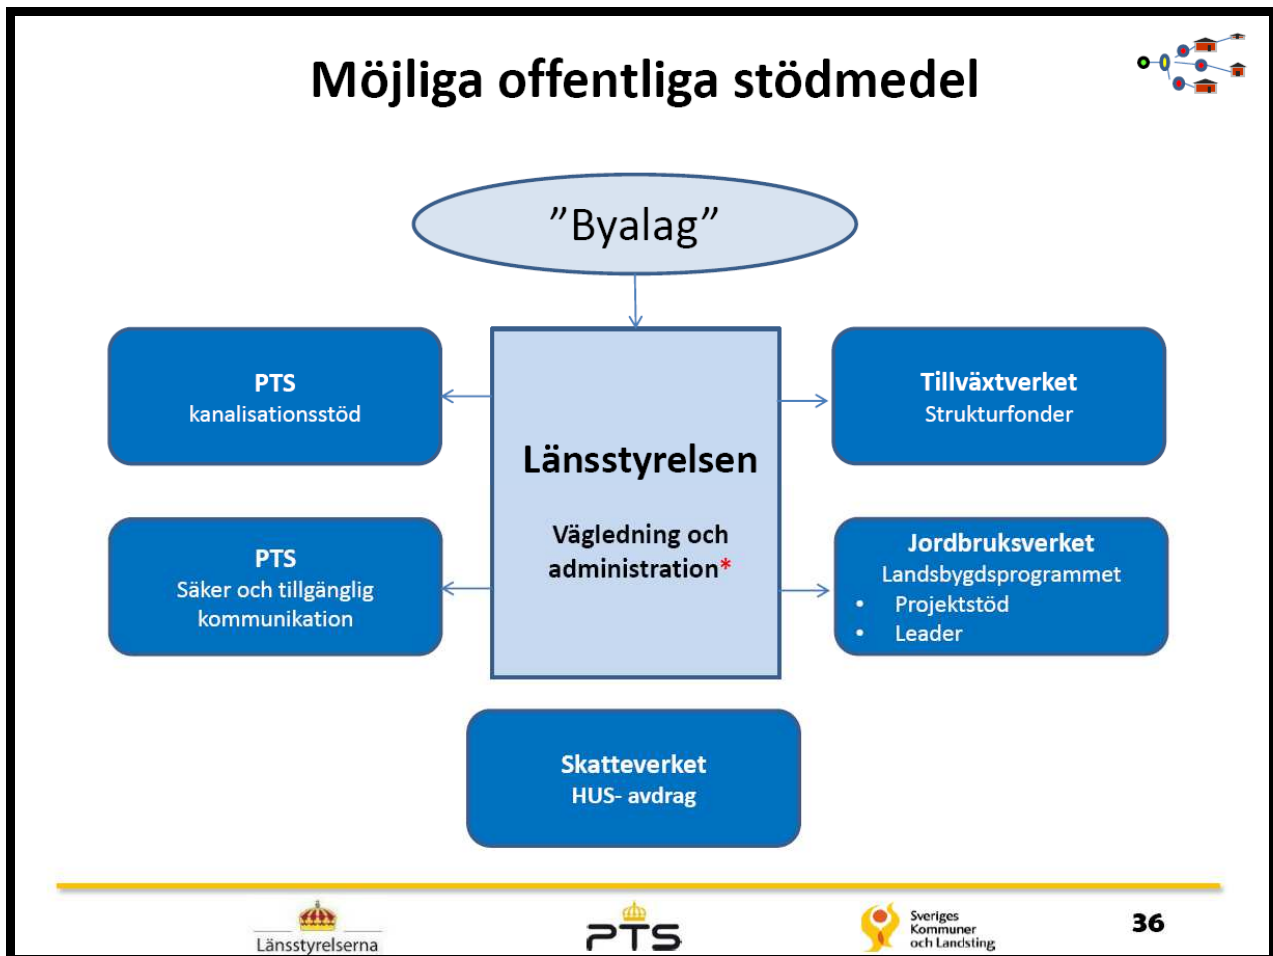 Möjliga offentliga stödmedel
”Byalag”
PTS
kanalisationsstöd
Tillväxtverket
Strukturfonder
Länsstyrelsen
Vägledning och
administration*
PTS
Säker och tillgänglig
kommunikation
Jordbruksverket
Landsbygdsprogrammet
• Projektstöd
• Leader
Skatteverket
HUS- avdrag
Länsstyrelserna
PTS
Sveriges
Kommuner
och Landsting
36